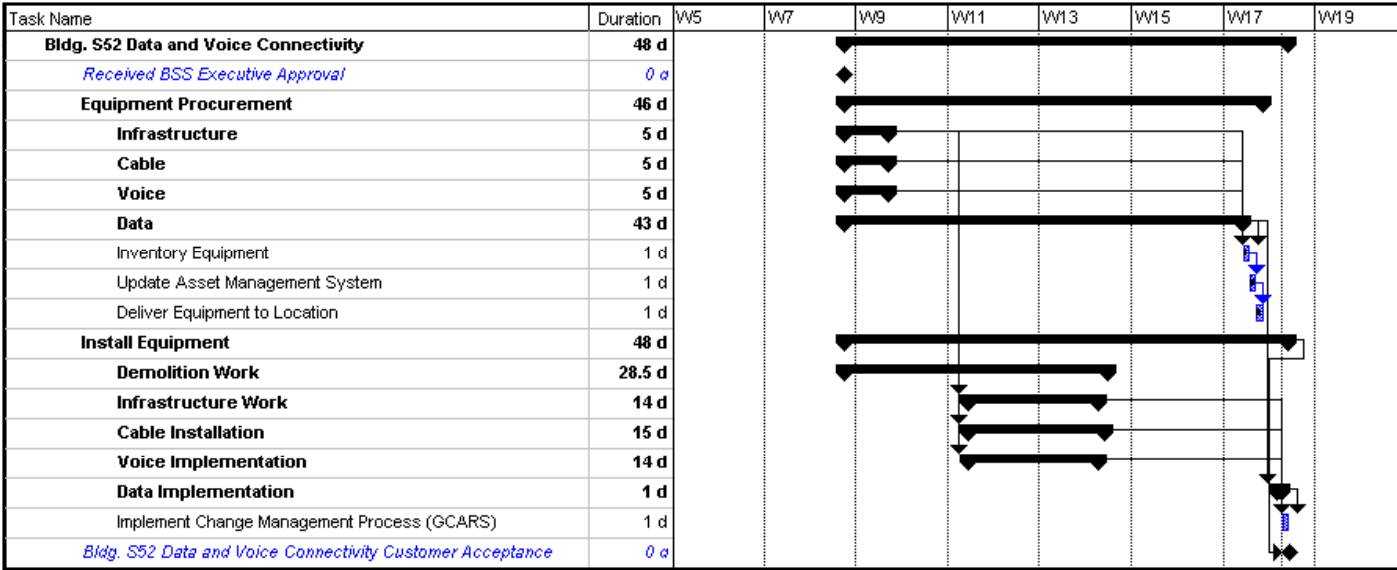 Task Name Duration W5 W7 W9 W11 W13 W15 W17 W19
Bldg. S52 Data and Voice Connectivity 48 d
Received BSS Executive Approval 0 d
Equipment Procurement 46 d
Infrastructure 5 d
Cable 5 d
Voice 5 d
Data 43 d
Inventory Equipment 1 d
Update Asset Management System 1 d
Deliver Equipment to Location 1 d
Install Equipment 48 d
Demolition Work 28.5 d
Infrastructure Work 14 d
Cable Installation 15 d
Voice Implementation 14 d
Data Implementation 1 d
Implement Change Management Process (GCARS) 1 d
Bldg. S52 Data and Voice Connectivity Customer Acceptance 0 d